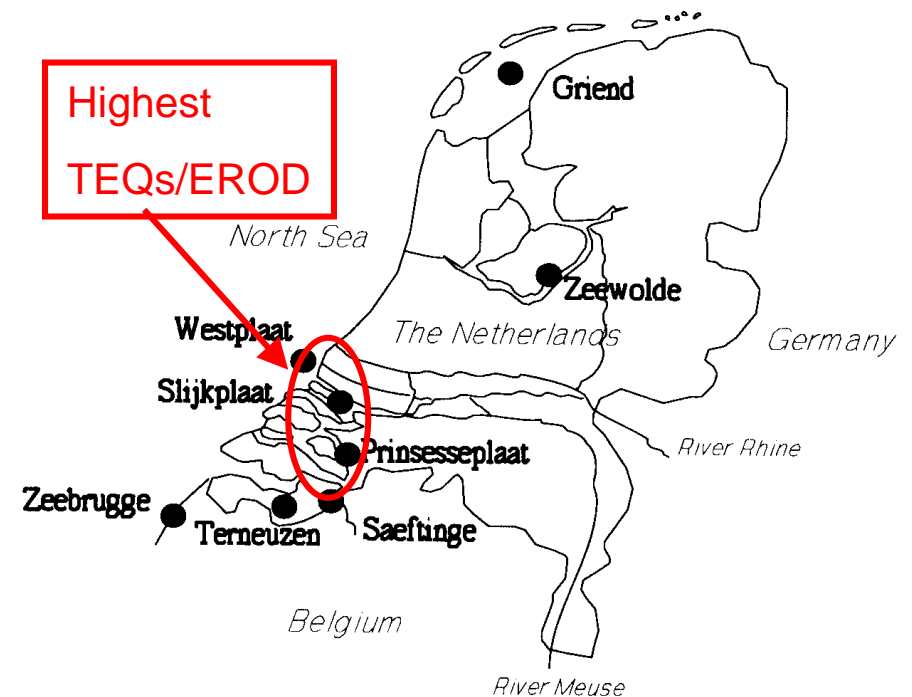 Highest
TEQs/EROD
Griend
North Sea
Zeewolde
Westplaat
The Netherlands
Germany
Slijkplaat
River Rhine
Prinsesseplaat
Zeebrugge
Terneuzen
Saeftinge
Belgium
River Meuse